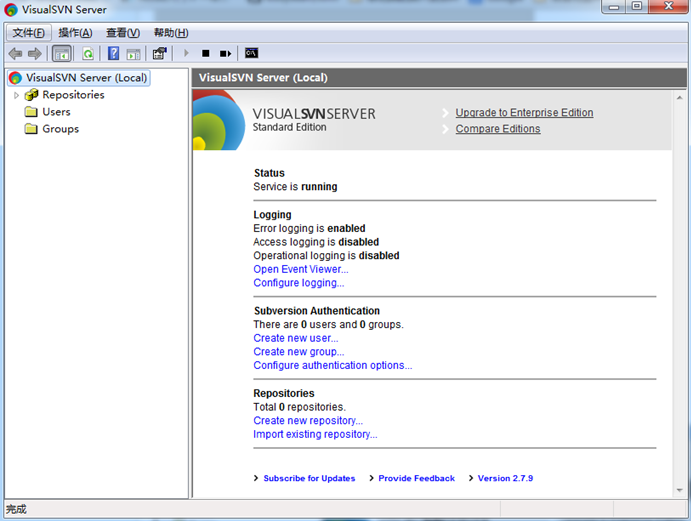 VisualSVN Server
文件(F) 操作(A) 查看(V) 帮助(H)
VisualSVN Server (Local)
Repositories
Users
Groups
VisualSVN Server (Local)
VISUALSVNSERVER
Standard Edition
Upgrade to Enterprise Edition
Compare Editions
Status
Service is running
Logging
Error logging is enabled
Access logging is disabled
Operational logging is disabled
Open Event Viewer...
Configure logging...
Subversion Authentication
There are 0 users and 0 groups.
Create new user...
Create new group...
Configure authentication options...
Repositories
Total 0 repositories.
Create new repository...
Import existing repository...
Subscribe for Updates Provide Feedback Version 2.7.9
完成